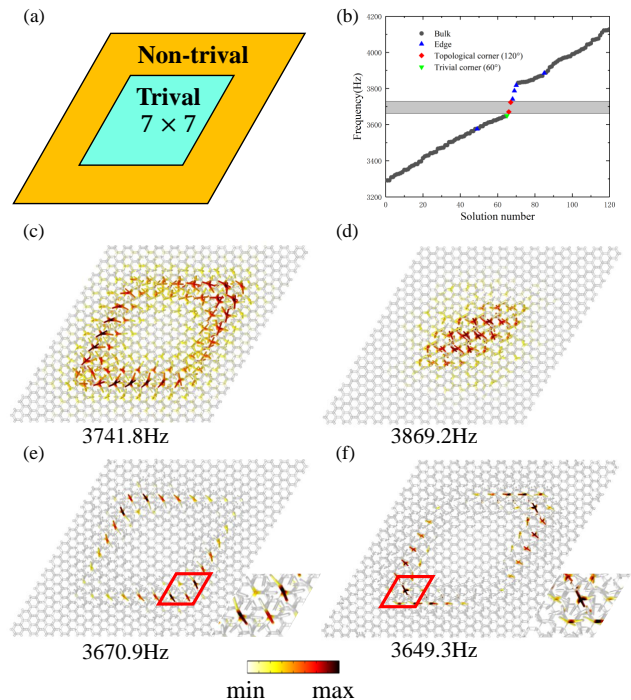 (a)
Non-trival
Trival
7 × 7
(b)
4200
4000
3800
3600
3400
3200
Frequency(Hz)
Bulk
Edge
Topological corner (120°)
Trivial corner (60°)
0 20 40 60 80 100 120
Solution number
(c)
3741.8Hz
(d)
3869.2Hz
(e)
3670.9Hz
(f)
3649.3Hz
min max